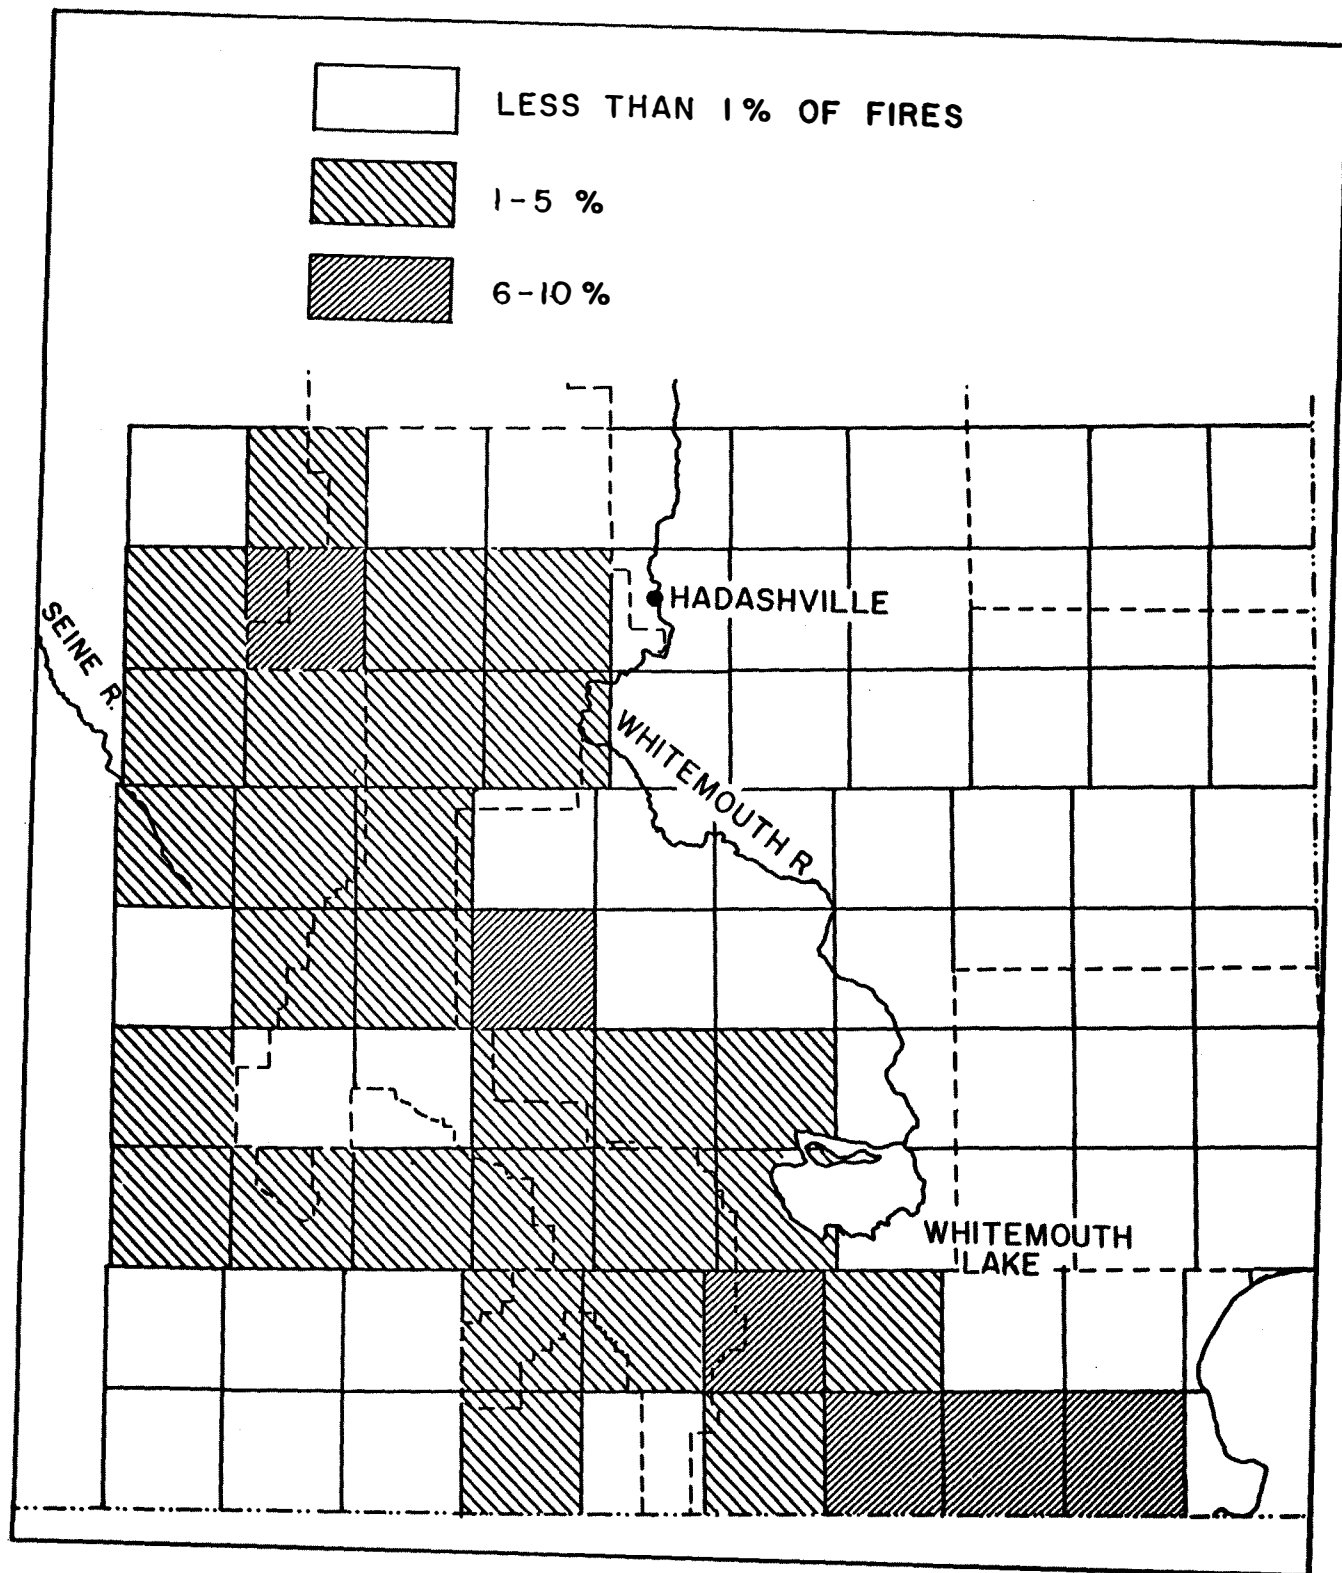 LESS THAN 1% OF FIRES
1-5 %
6-10 %
HADASHVILLE
SEINE R.
WHITEMOUTH R
WHITEMOUTH
LAKE